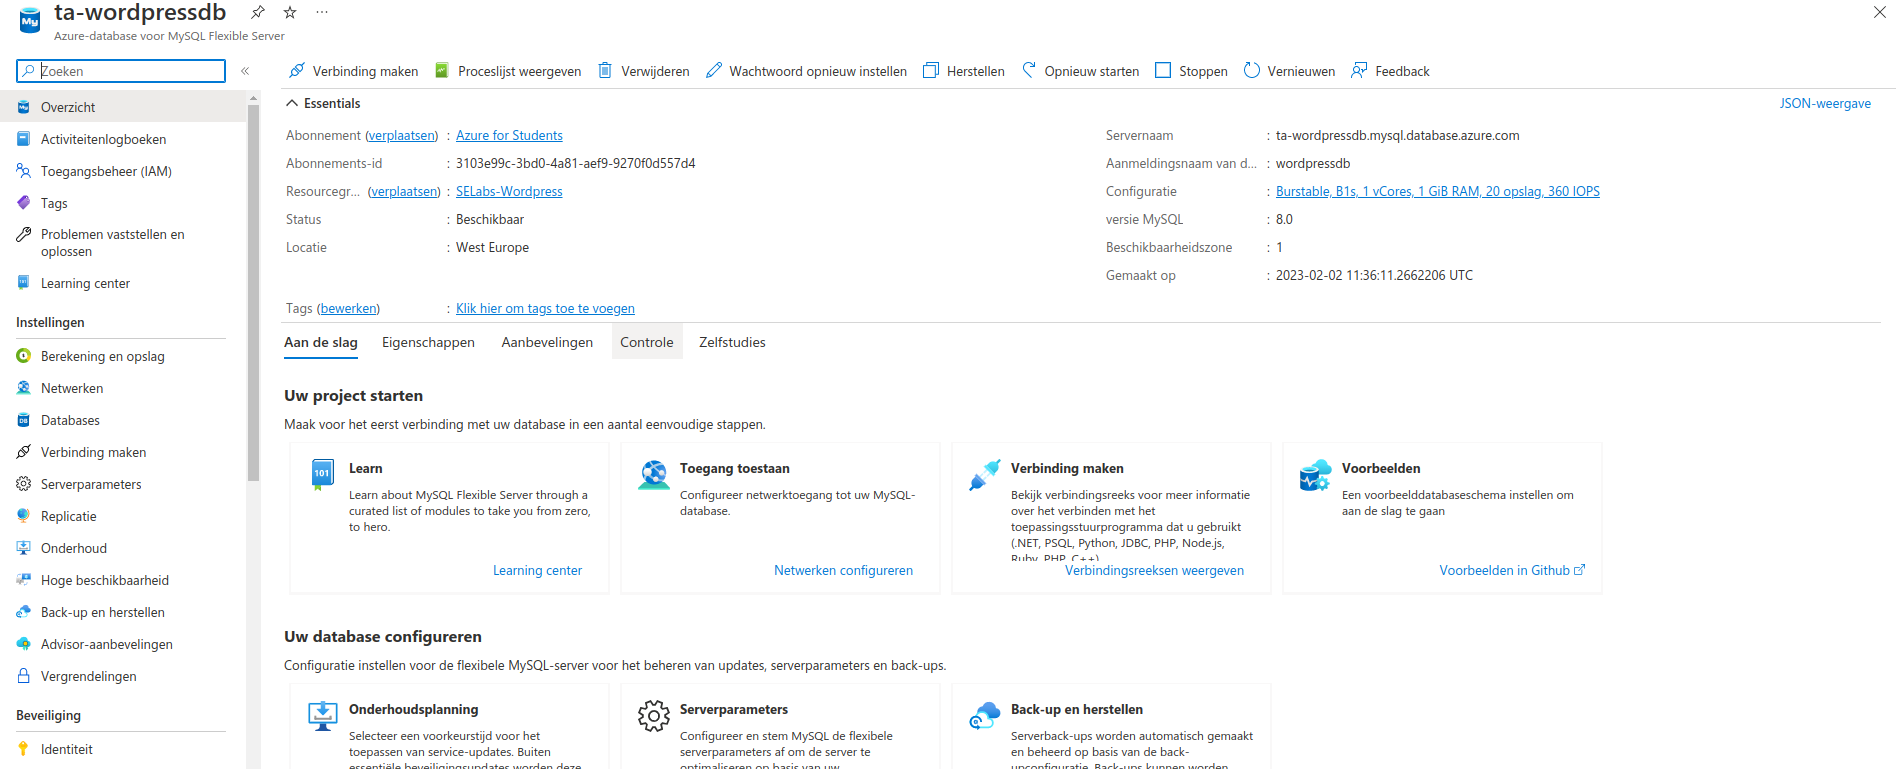 ta-wordpressdb
Azure-database voor MySQL Flexible Server
Zoeken
Overzicht
Activiteitenlogboeken
Toegangsbeheer (IAM)
Tags
Problemen vaststellen en
oplossen
Learning center
Instellingen
Berekening en opslag
Netwerken
Databases
Verbinding maken
Serverparameters
Replicatie
Onderhoud
Hoge beschikbaarheid
Back-up en herstellen
Advisor-aanbevelingen
Vergrendelingen
Beveiliging
Identiteit
Verbinding maken Proceslijst weergeven Verwijderen Wachtwoord opnieuw instellen Herstellen Opnieuw starten Stoppen Vernieuwen Feedback
Essentials JSON-weergave
Abonnement (verplaatsen) : Azure for Students
Abonnements-id : 3103e99c-3bd0-4a81-aef9-9270f0d557d4
Resourcegr... (verplaatsen) : SELabs-Wordpress
Status : Beschikbaar
Locatie : West Europe
Servernaam : ta-wordpressdb.mysql.database.azure.com
Aanmeldingsnaam van d... : wordpressdb
Configuratie : Burstable, B1s, 1 vCores, 1 GiB RAM, 20 opslag, 360 IOPS
versie MySQL : 8.0
Beschikbaarheidszone : 1
Gemaakt op : 2023-02-02 11:36:11.2662206 UTC
Tags (bewerken) : Klik hier om tags toe te voegen
Aan de slag Eigenschappen Aanbevelingen Controle Zelfstudies
Uw project starten
Maak voor het eerst verbinding met uw database in een aantal eenvoudige stappen.
101
Learn
Learn about MySQL Flexible Server through a
curated list of modules to take you from zero,
to hero.
Learning center
Toegang toestaan
Configureer netwerktoegang tot uw MySQL-
database.
Netwerken configureren
Verbinding maken
Bekijk verbindingsreeks voor meer informatie
over het verbinden met het
toepassingsstuurprogramma dat u gebruikt
(.NET, PSQL, Python, JDBC, PHP, Node.js,
Ruby, PHP, C++)
Verbindingsreeksen weergeven
Voorbeelden
Een voorbeelddatabaseschema instellen om
aan de slag te gaan
Voorbeelden in Github
Uw database configureren
Configuratie instellen voor de flexibele MySQL-server voor het beheren van updates, serverparameters en back-ups.
Onderhoudsplanning
Selecteer een voorkeurstijd voor het
toepassen van service-updates. Buiten
essentiële beveiligingsupdates worden deze
Serverparameters
Configureer en stem MySQL de flexibele
serverparameters af om de server te
optimaliseren op basis van uw
Back-up en herstellen
Serverback-ups worden automatisch gemaakt
en beheerd op basis van de back-
upconfiguratie. Back-ups kunnen worden